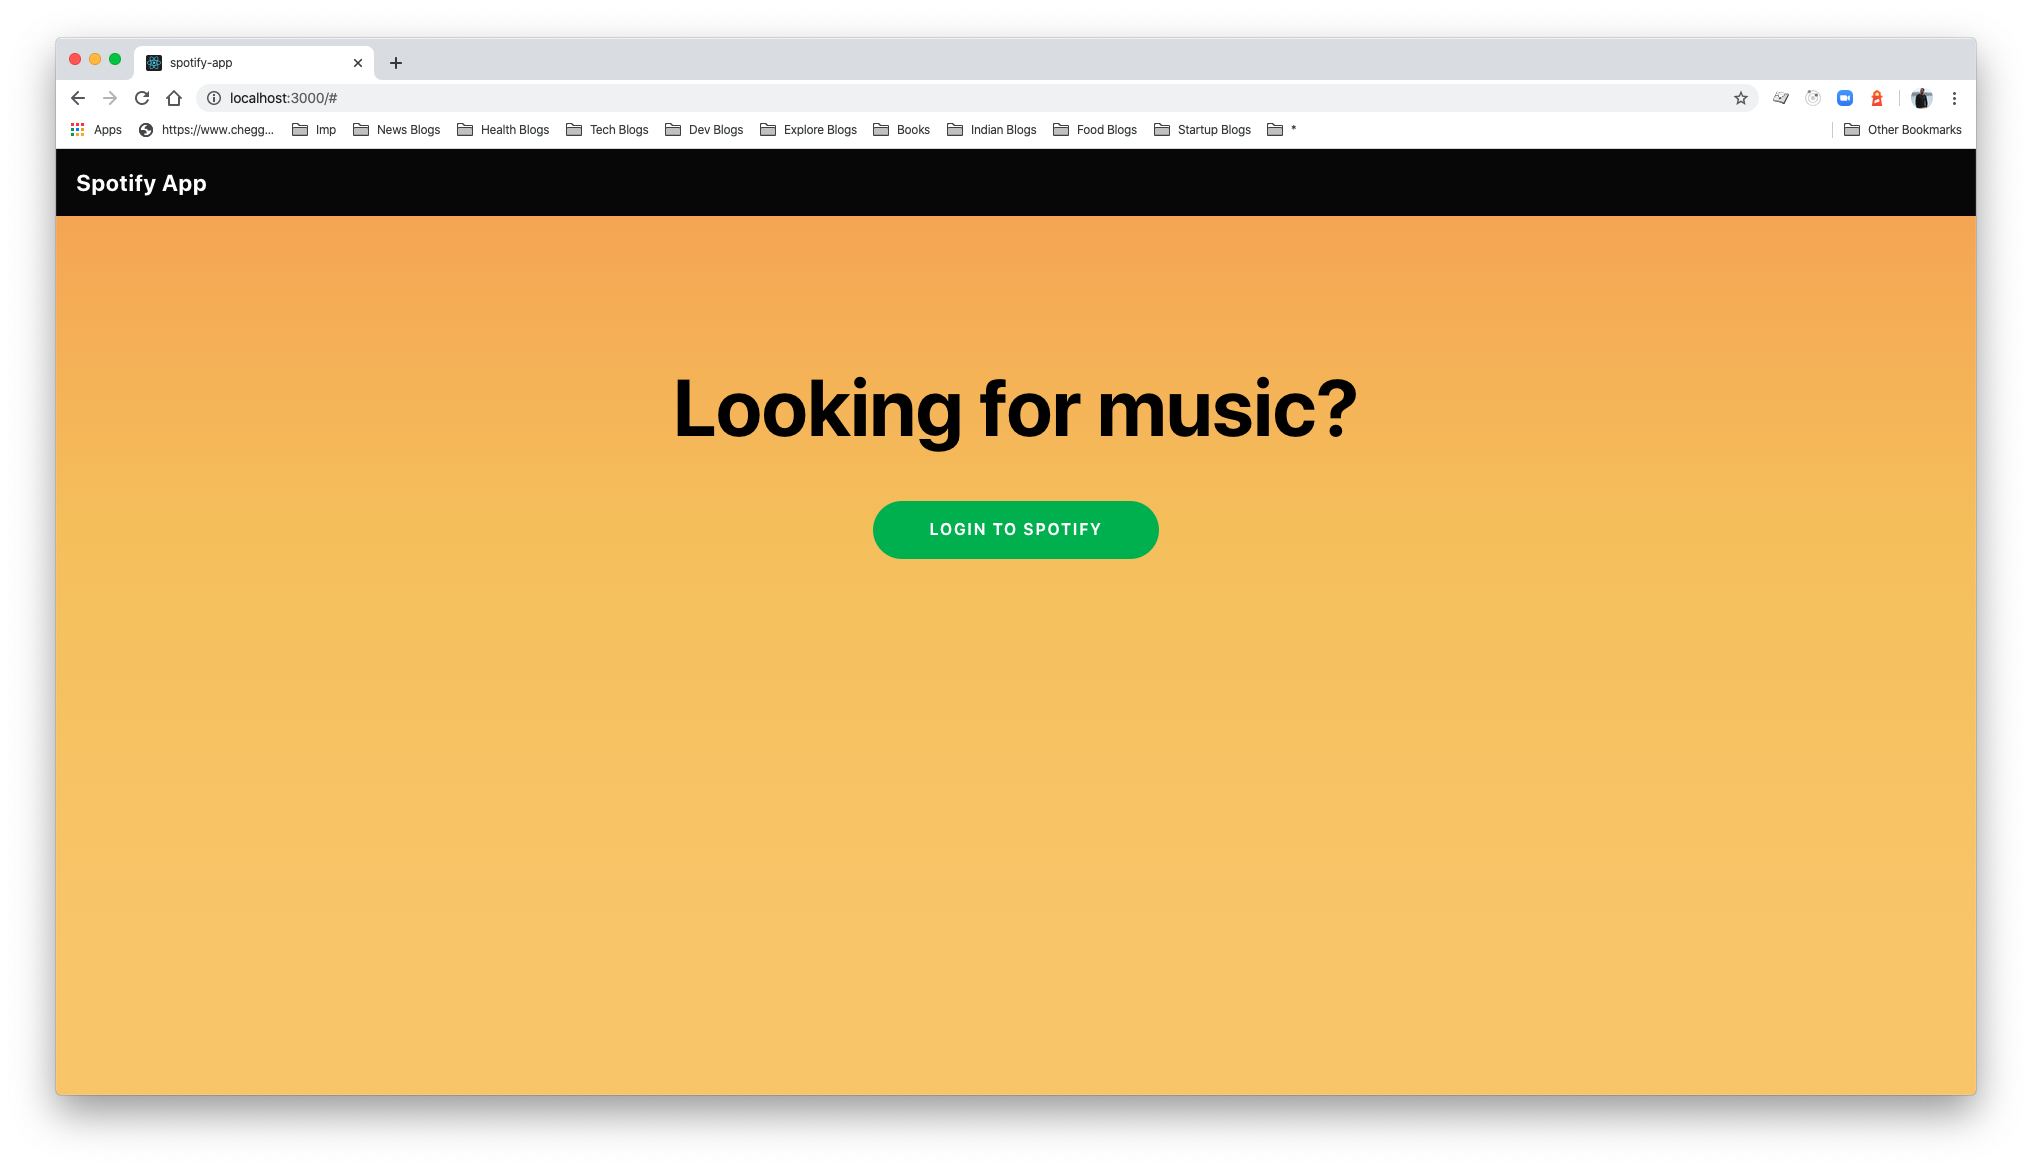 spotify-app
localhost:3000/#
Apps https://www.chegg... Imp News Blogs Health Blogs Tech Blogs Dev Blogs Explore Blogs Books Indian Blogs Food Blogs Startup Blogs * Other Bookmarks
Spotify App
Looking for music?
LOGIN TO SPOTIFY